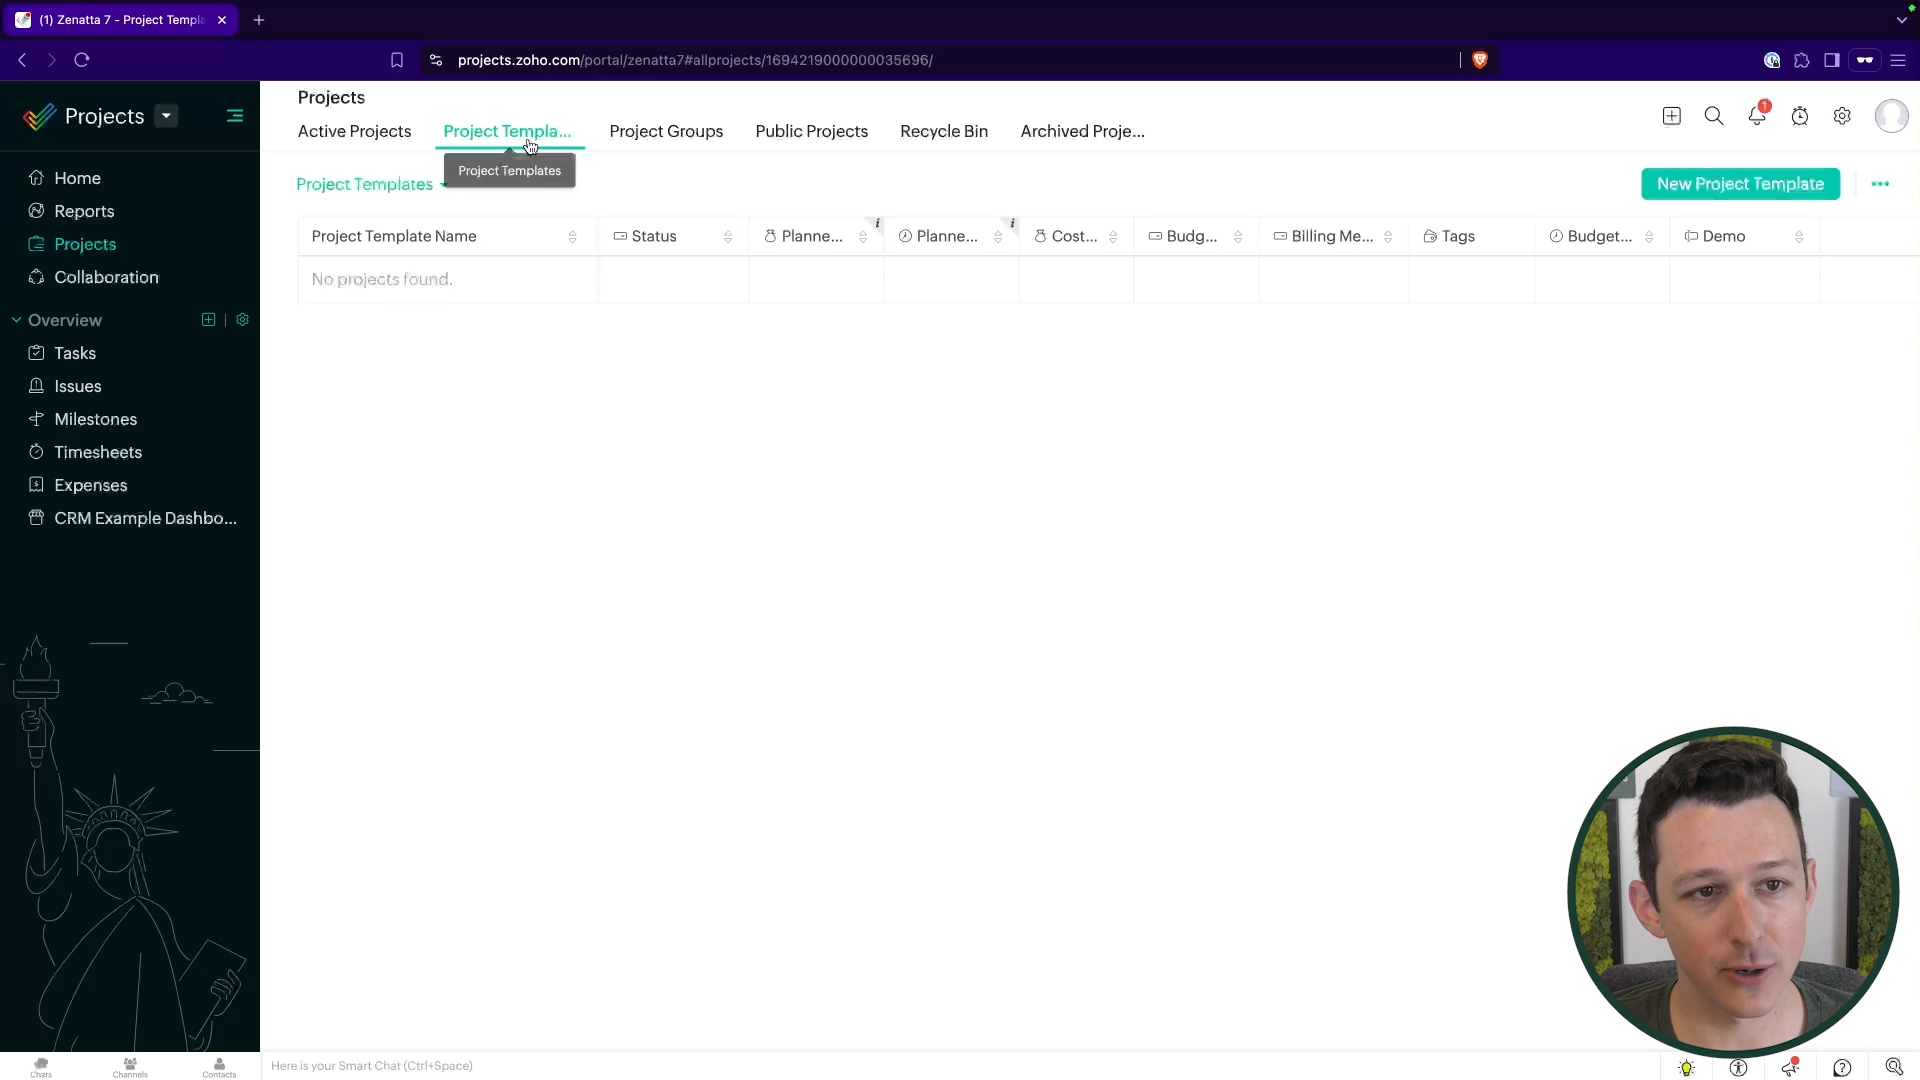 (1) Zenatta 7 - Project Templa
projects.zoho.com/portal/zenatta7#allprojects/1694219000000035696/
Projects
Home
Reports
Projects
Collaboration
Overview
Tasks
Issues
Milestones
Timesheets
Expenses
CRM Example Dashbo...
Chats
Channels
Contacts
Projects
Active Projects
Project Templa...
Project Groups
Public Projects
Recycle Bin
Archived Proje...
1
Project Templates
Project Templates
New Project Template
Project Template Name
Status
Planne...
Planne...
Cost...
Budg...
Billing Me...
Tags
Budget...
Demo
No projects found.
Here is your Smart Chat (Ctrl+Space)